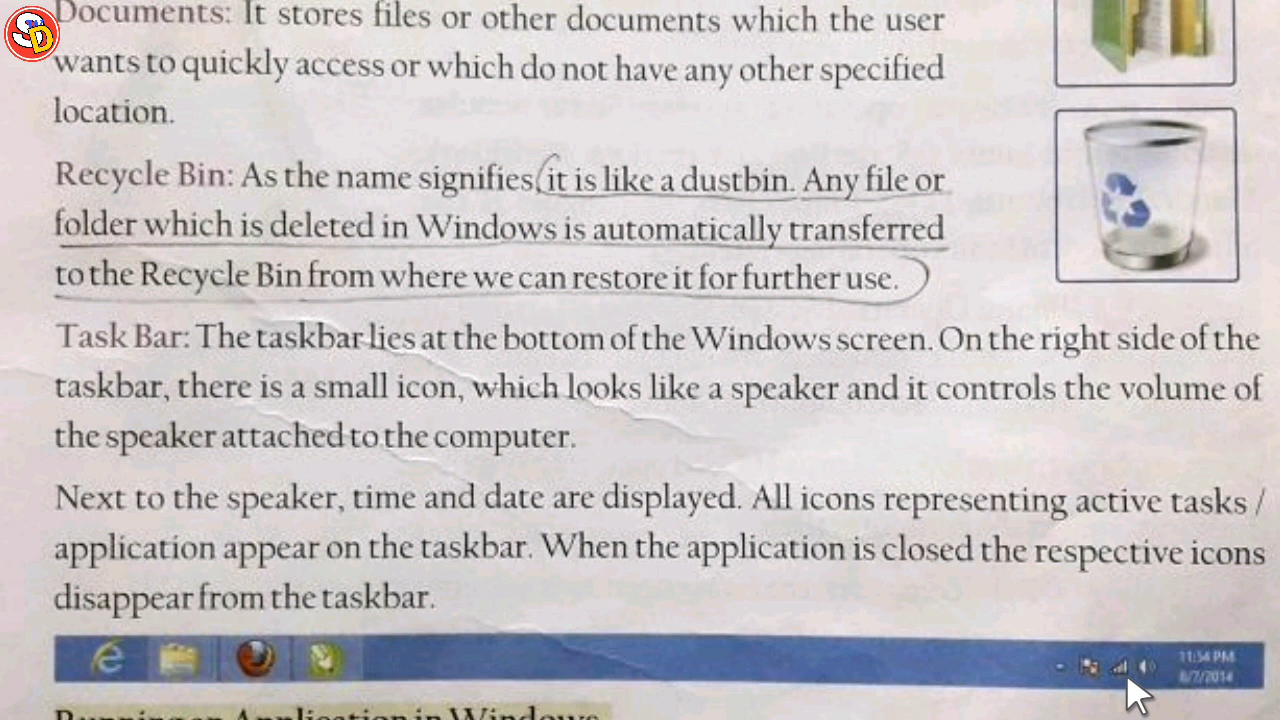 Documents: It stores files or other documents which the user
wants to quickly access or which do not have any other specified
location.
Recycle Bin: As the name signifies it is like a dustbin. Any file or
folder which is deleted in Windows is automatically transferred
to the Recycle Bin from where we can restore it for further use.
Task Bar: The taskbar lies at the bottom of the Windows screen. On the right side of the
taskbar, there is a small icon, which looks like a speaker and it controls the volume of
the speaker attached to the computer.
Next to the speaker, time and date are displayed. All icons representing active tasks /
application appear on the taskbar. When the application is closed the respective icons
disappear from the taskbar.
11:54 PM
8/7/2014
Running an Application in Windows
SD